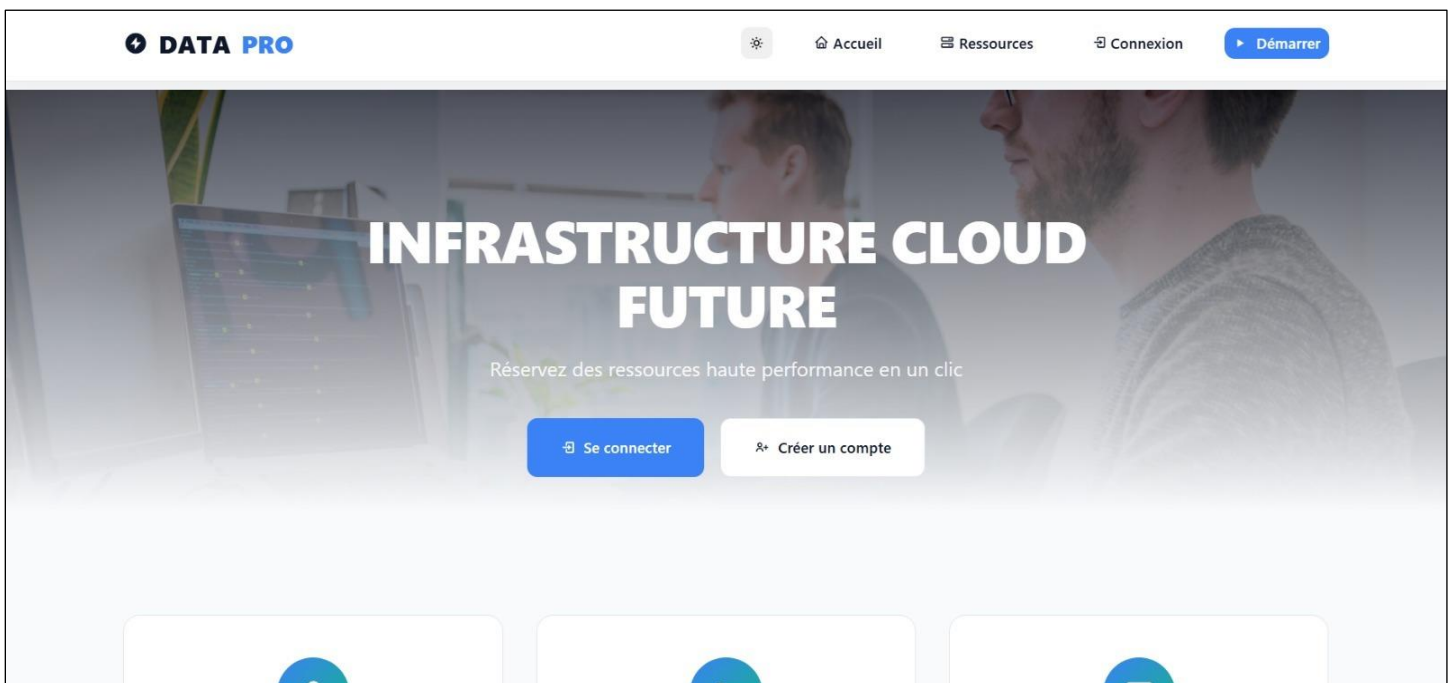 DATA PRO
Accueil
Ressources
Connexion
Démarrer
INFRASTRUCTURE CLOUD
FUTURE
Réservez des ressources haute performance en un clic
Se connecter
Créer un compte